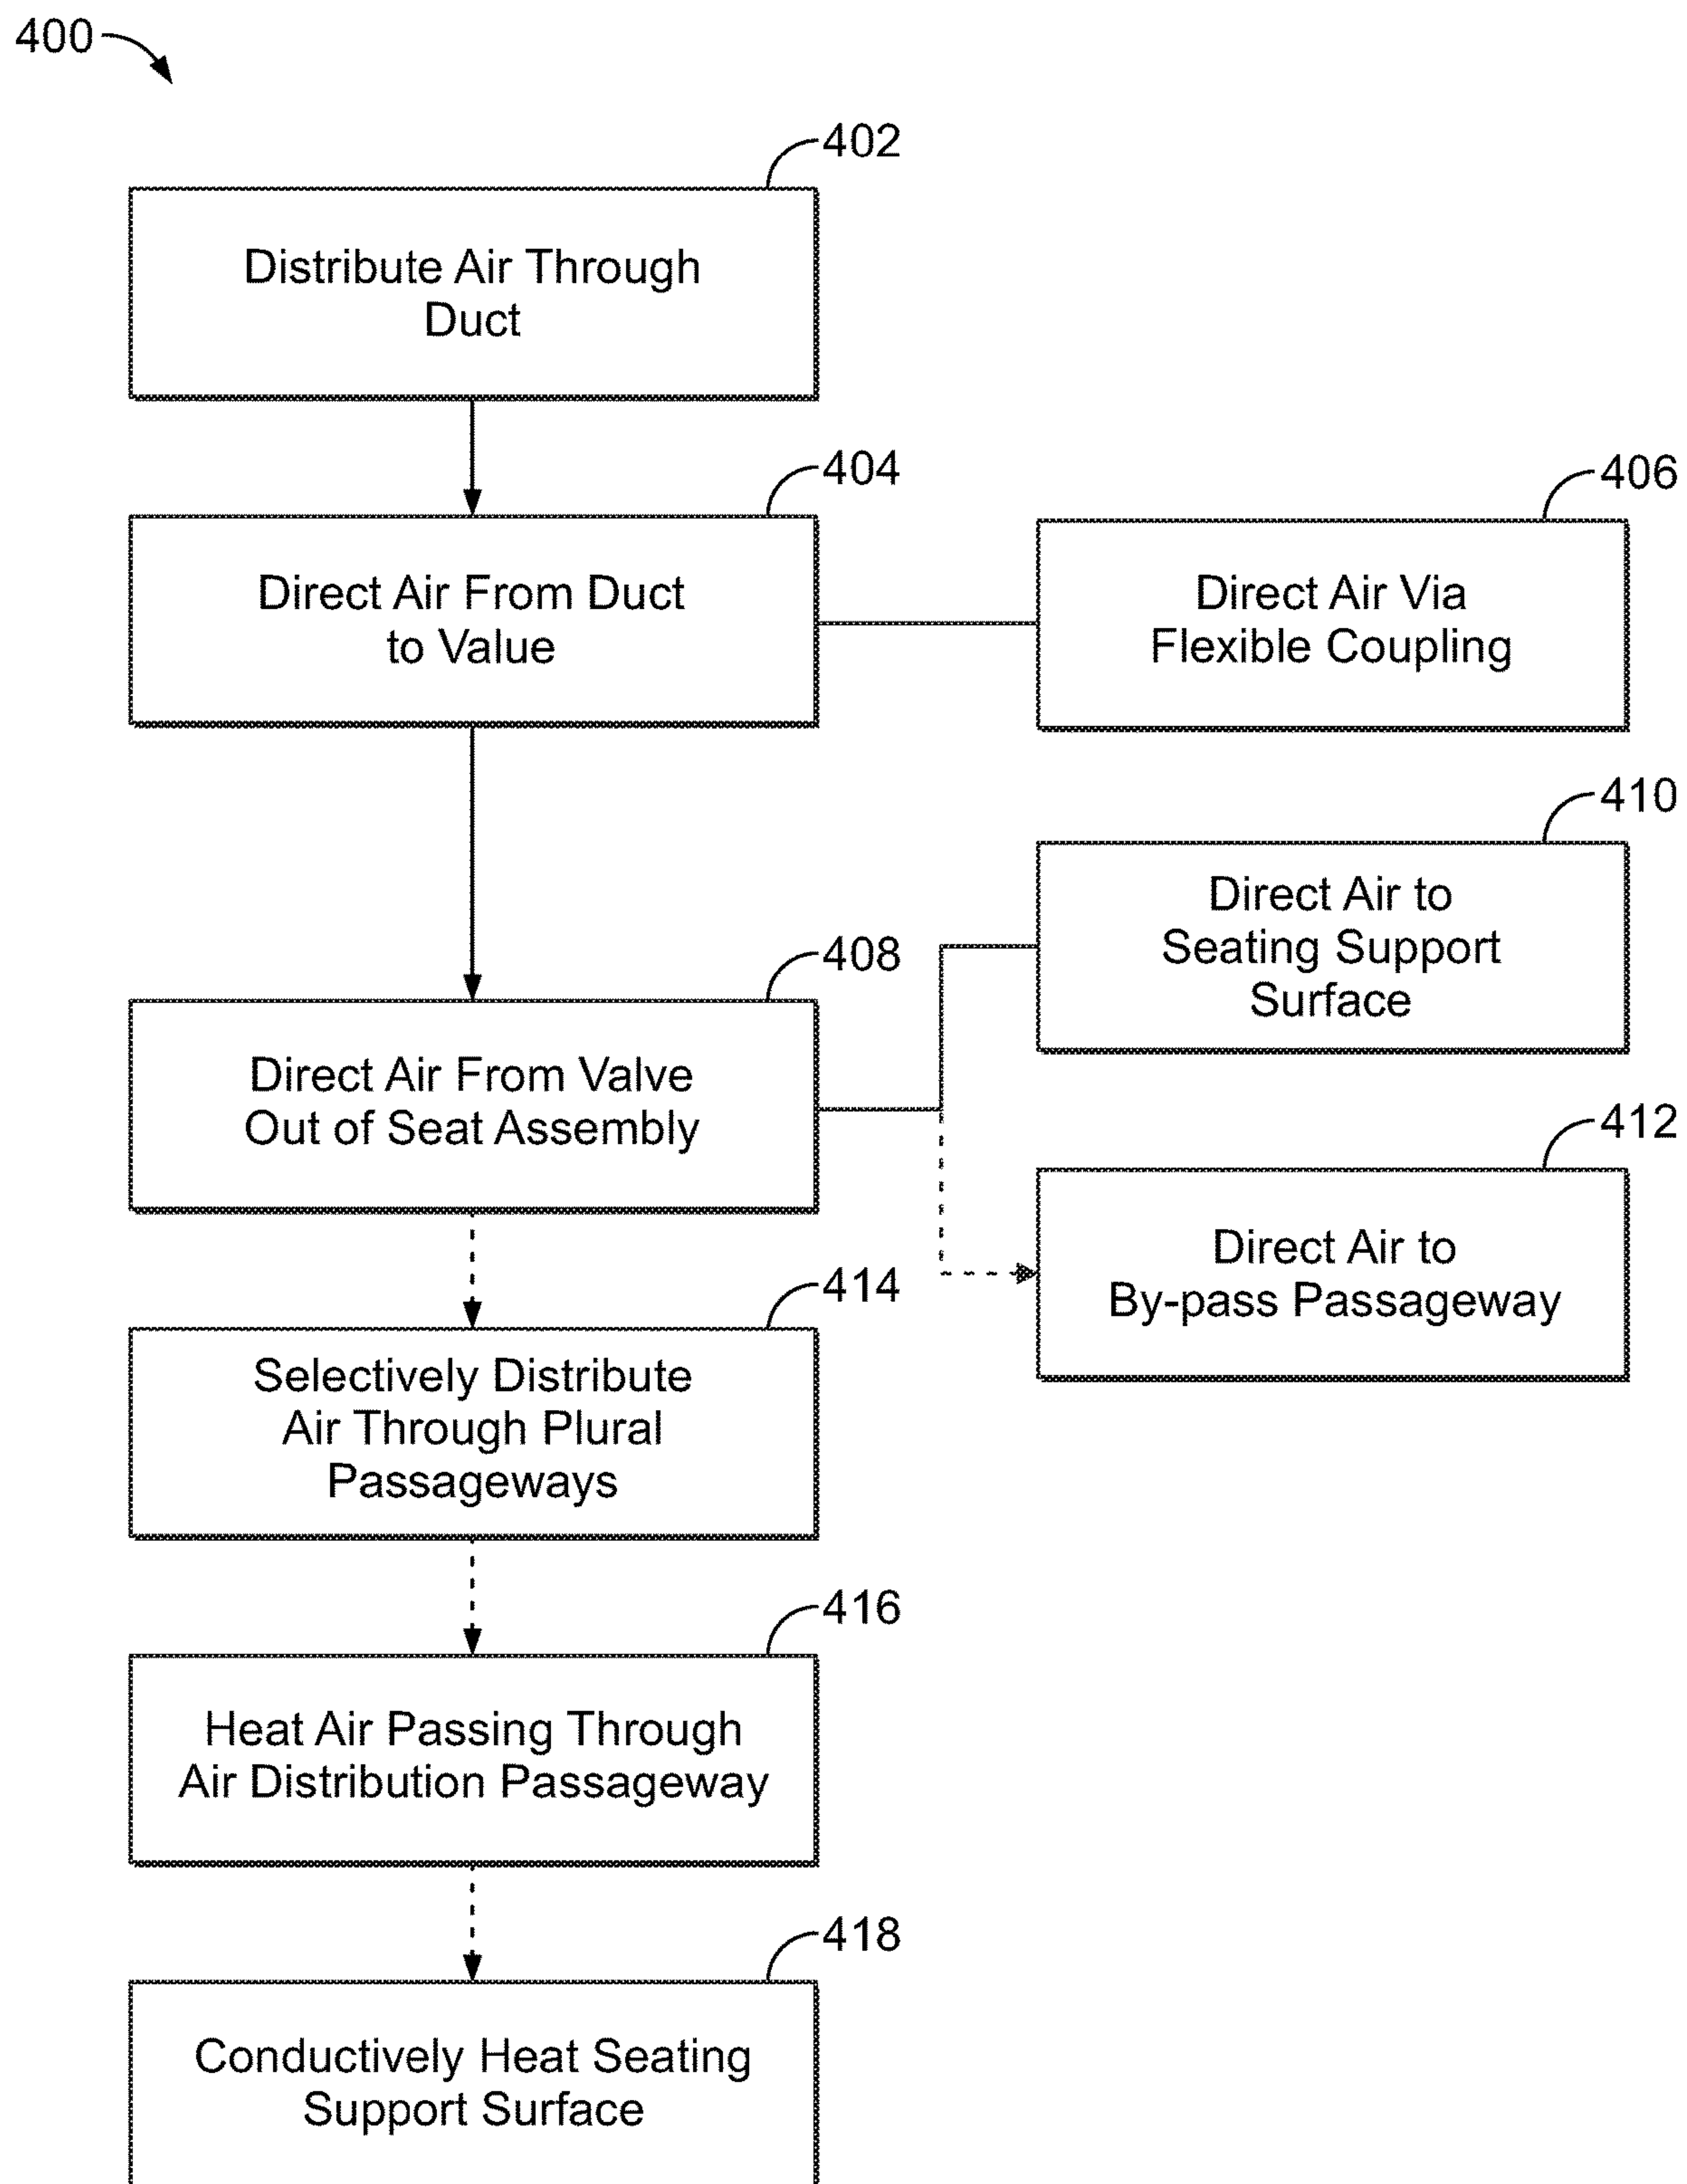 400
402
Distribute Air Through
Duct
404
Direct Air From Duct
to Value
406
Direct Air Via
Flexible Coupling
408
Direct Air From Valve
Out of Seat Assembly
410
Direct Air to
Seating Support
Surface
412
Direct Air to
By-pass Passageway
414
Selectively Distribute
Air Through Plural
Passageways
416
Heat Air Passing Through
Air Distribution Passageway
418
Conductively Heat Seating
Support Surface